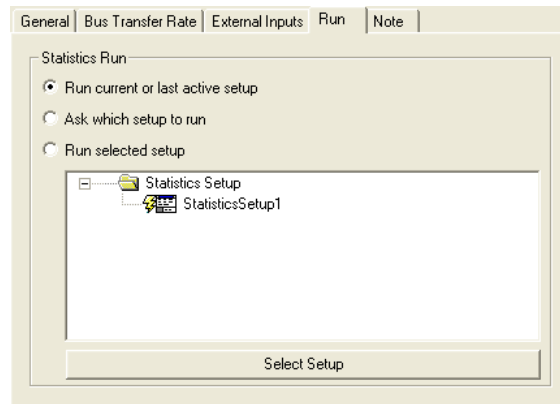 General Bus Transfer Rate External Inputs Run Note
Statistics Run
Run current or last active setup
Ask which setup to run
Run selected setup
Statistics Setup
StatisticsSetup1
Select Setup